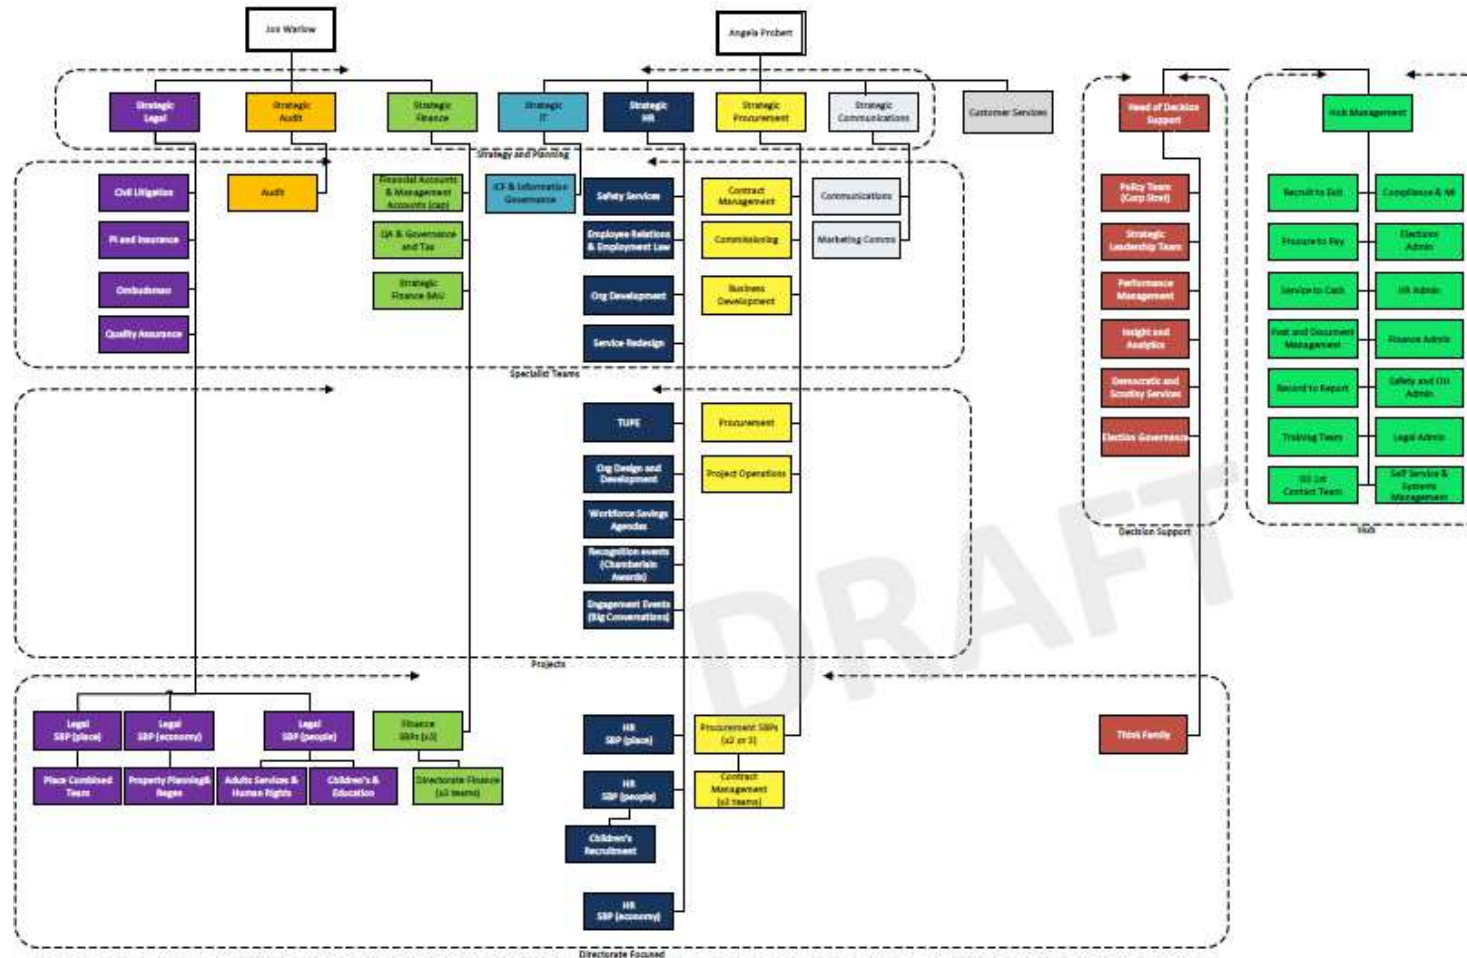 Jon Warlow
Angela Probert
Strategic
Legal
Strategic
Audit
Strategic
Finance
Strategic
IT
Strategic
HR
Strategic
Procurement
Strategic
Communications
Customer Services
Head of Decision
Support
Hub Management
Strategy and Planning
Civil Litigation
Audit
Financial Accounts
& Management
Accounts (cap)
ICF & Information
Governance
Safety Services
Contract
Management
Communications
Policy Team
(Corp Strat)
Recruit to Exit
Compliance & MI
PI and Insurance
QA & Governance
and Tax
Employee Relations
& Employment Law
Commissioning
Marketing Comms
Strategic
Leadership Team
Procure to Pay
Elections
Admin
Ombudsman
Strategic
Finance BAU
Org Development
Business
Development
Performance
Management
Service to Cash
HR Admin
Quality Assurance
Service Redesign
Insight and
Analytics
Post and Document
Management
Finance Admin
Specialist Teams
Democratic and
Scrutiny Services
Record to Report
Safety and OH
Admin
TUPE
Procurement
Election Governance
Training Team
Legal Admin
Org Design and
Development
Project Operations
1st
Contact Team
Self Service &
Systems
Management
Workforce Savings
Agendas
Decision Support
Hub
Recognition events
(Chamberlain
Awards)
Engagement Events
(Big Conversations)
DRAFT
Projects
Legal
SBP (place)
Legal
SBP (economy)
Legal
SBP (people)
Finance
SBPs (x3)
HR
SBP (place)
Procurement SBPs
(x2 or 3)
Think Family
Place Combined
Team
Property Planning&
Regen
Adults Services &
Human Rights
Children's &
Education
Directorate Finance
(x3 teams)
HR
SBP (people)
Contract
Management
(x3 teams)
Children's
Recruitment
HR
SBP (economy)
Directorate Focused